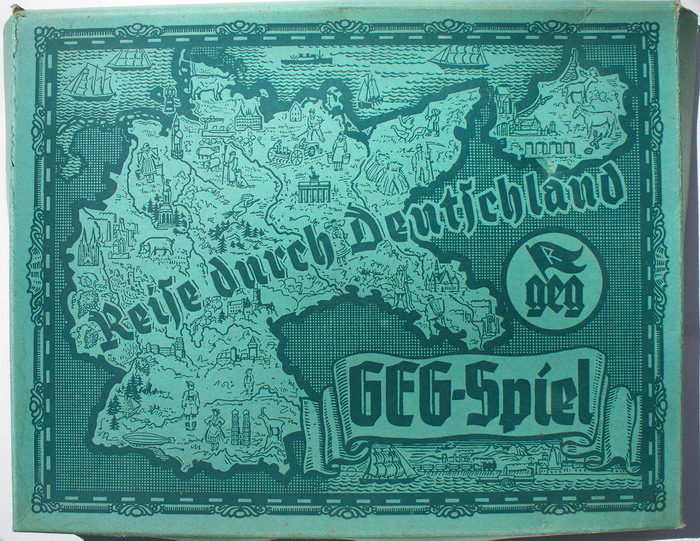 Reise durch Deutschland
geg
GEG-Spiel